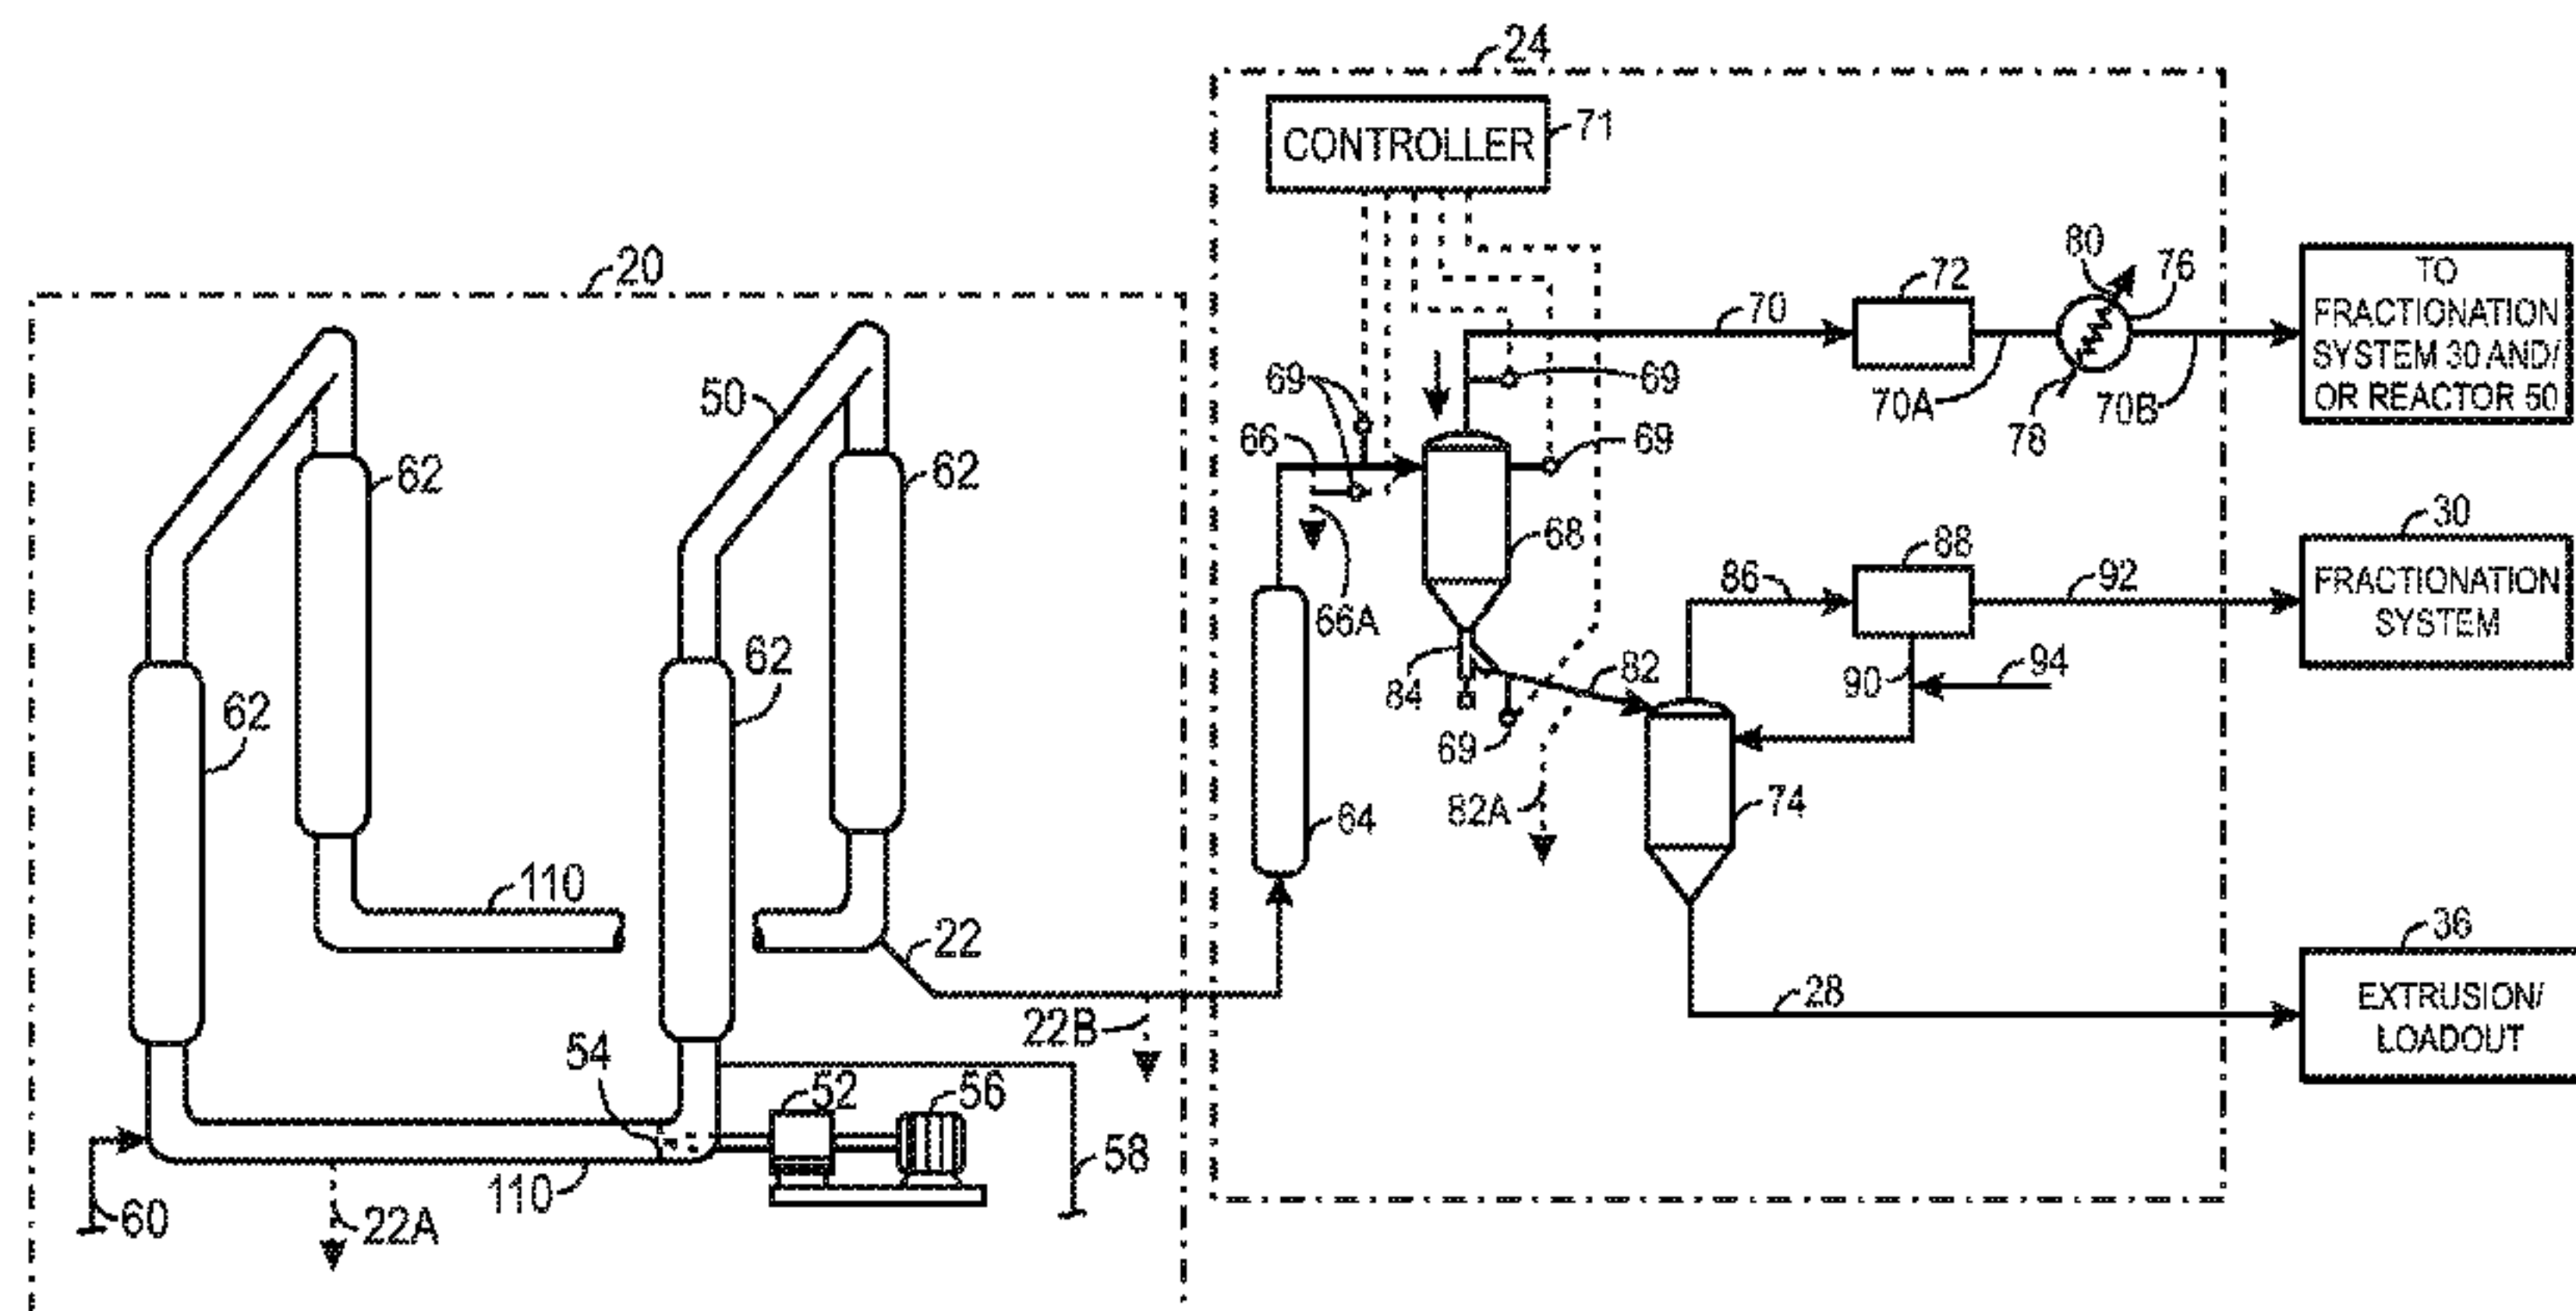 24
CONTROLLER
71
20
80
76
72
TO
FRACTIONATION
SYSTEM 30 AND/
OR REACTOR 50
70
70A
78
70B
69
69
50
66
69
62
62
68
66A
30
FRACTIONATION
SYSTEM
88
86
92
62
62
84
82
90
94
69
82A
64
74
110
22
36
EXTRUSION/
LOADOUT
28
22B
54
52
56
58
60
22A
110